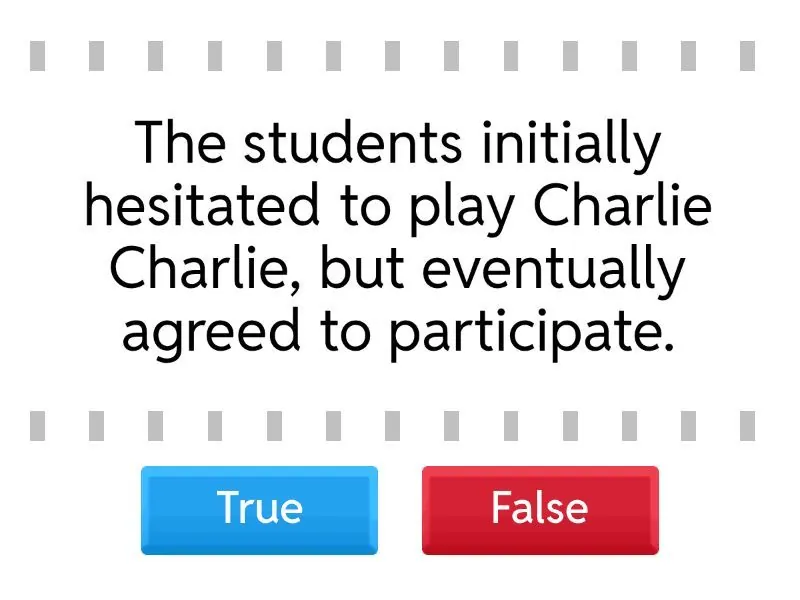 The students initially
hesitated to play Charlie
Charlie, but eventually
agreed to participate.
True
False